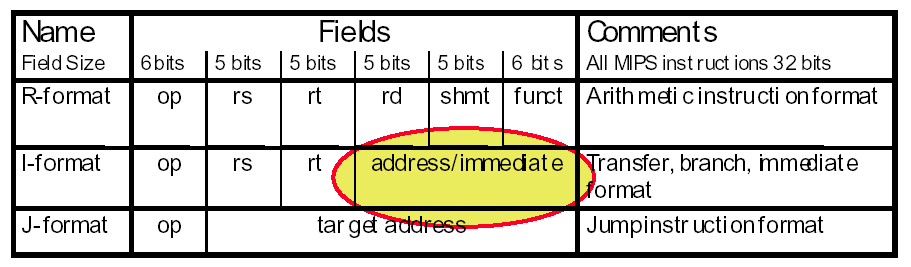 Name Fields Comments
Field Size 6 bits 5 bits 5 bits 5 bits 5 bits 6 bits All MIPS instructions 32 bits
R-format op rs rt rd shmt funct Arithmetic instruction format
I-format op rs rt address/immediate Transfer, branch, immediate
format
J-format op target address Jump instruction format